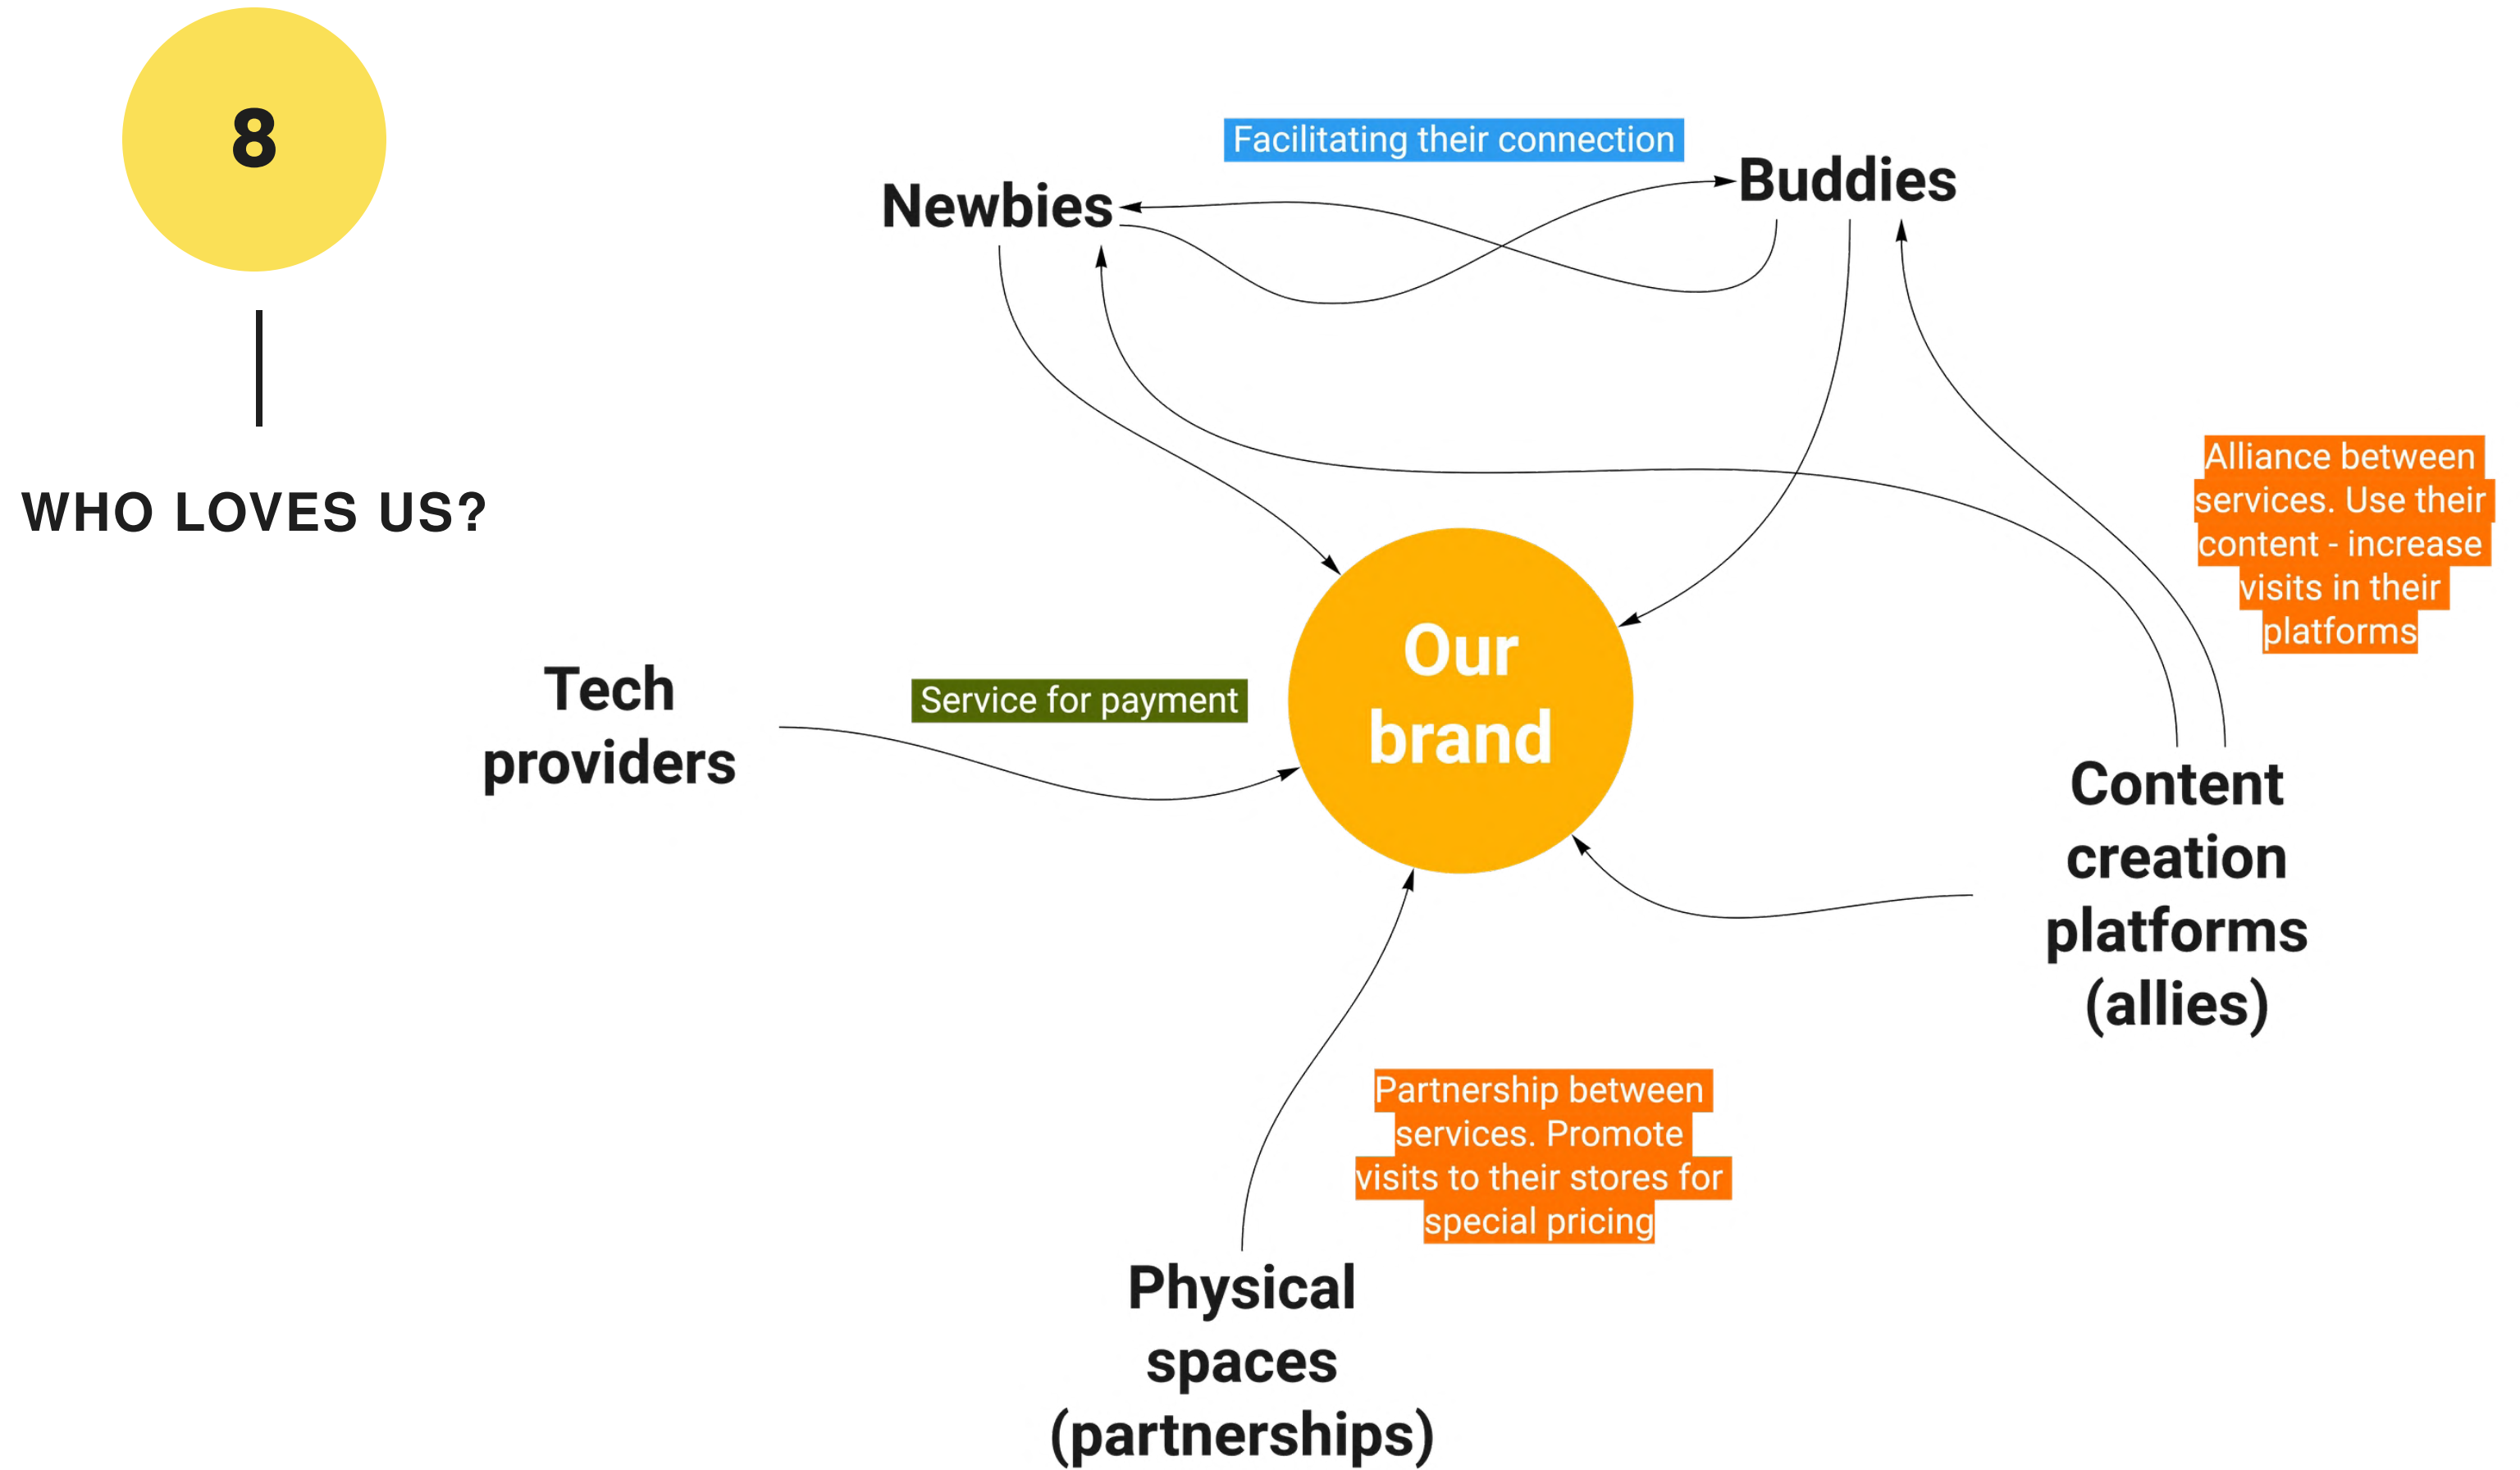 8
WHO LOVES US?
Facilitating their connection
Newbies
Buddies
Alliance between
services. Use their
content - increase
visits in their
platforms
Our
brand
Tech
providers
Service for payment
Content
creation
platforms
(allies)
Partnership between
services. Promote
visits to their stores for
special pricing
Physical
spaces
(partnerships)